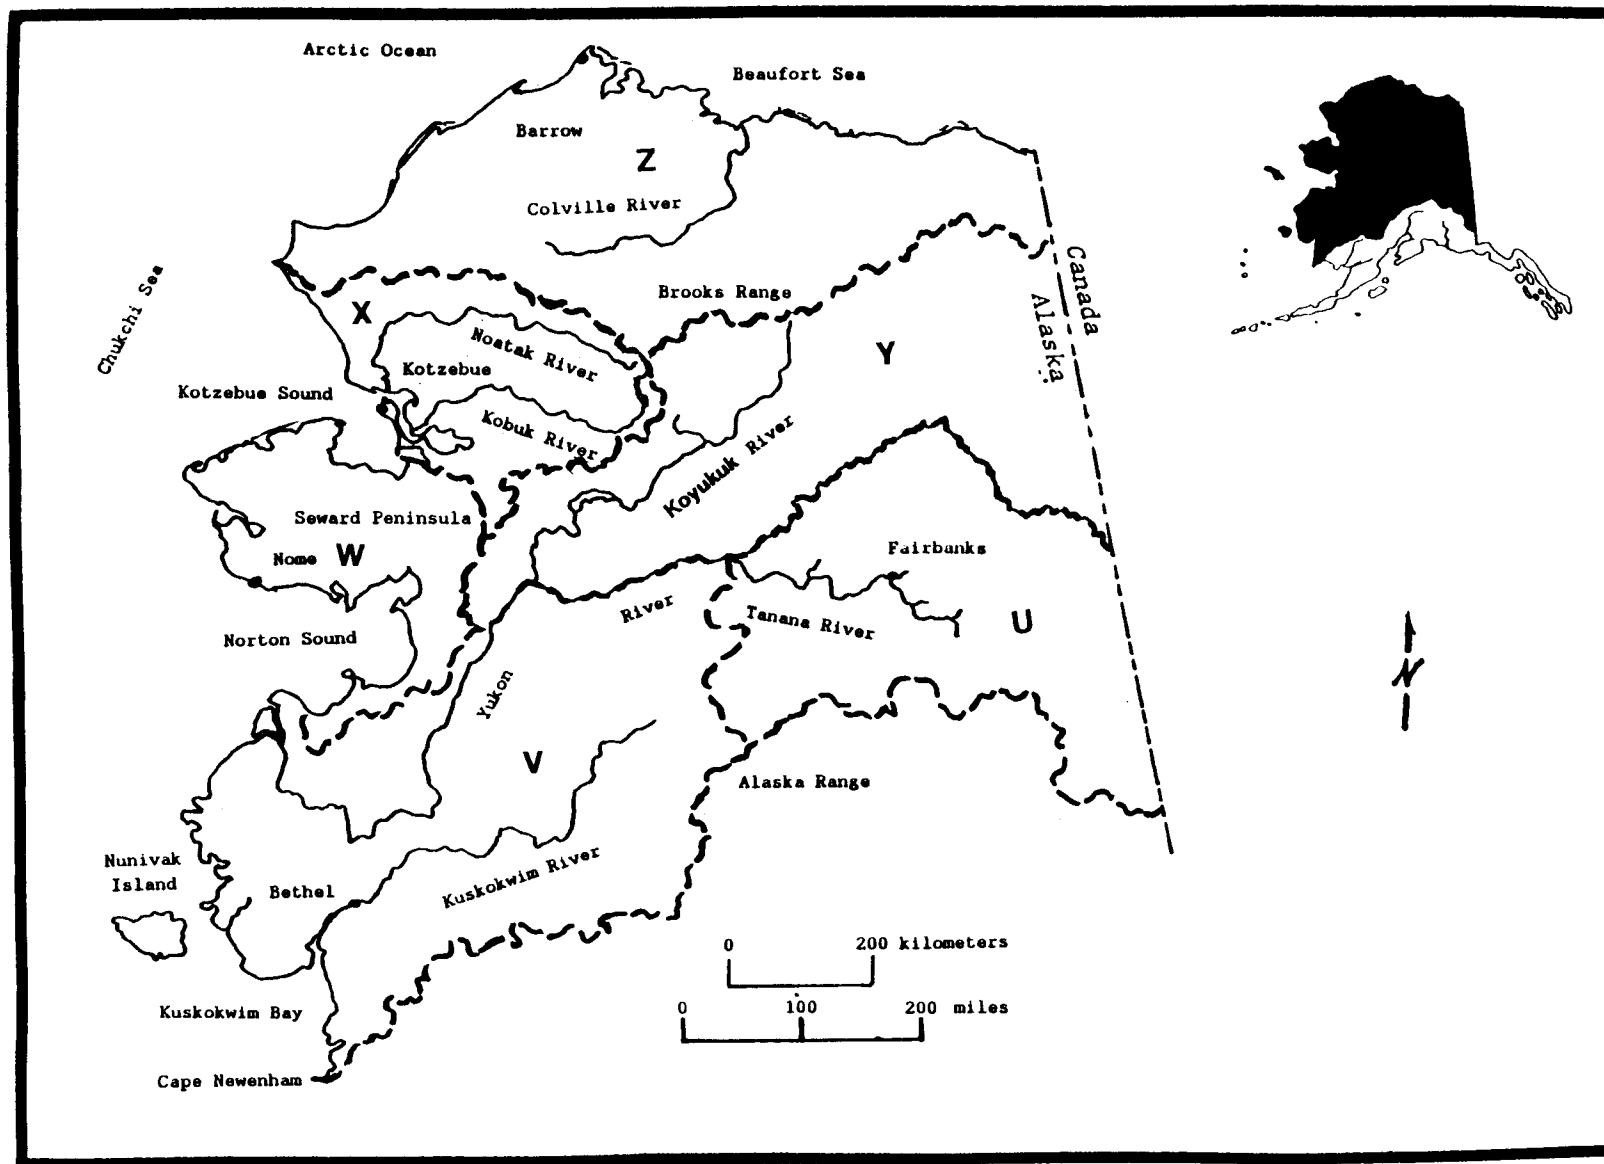 Arctic Ocean
Beaufort Sea
Barrow
Z
Colville River
Canada
Alaska
Chukchi Sea
Brooks Range
X
Noatak River
Y
Kotzebue
Kotzebue Sound
Kobuk River
Koyukuk River
Seward Peninsula
Nome W
Fairbanks
River
Tanana River
U
Norton Sound
Yukon
V
Alaska Range
Nunivak
Island
Bethel
Kuskokwim River
0 200 kilometers
Kuskokwim Bay
0 100 200 miles
Cape Newenham
N